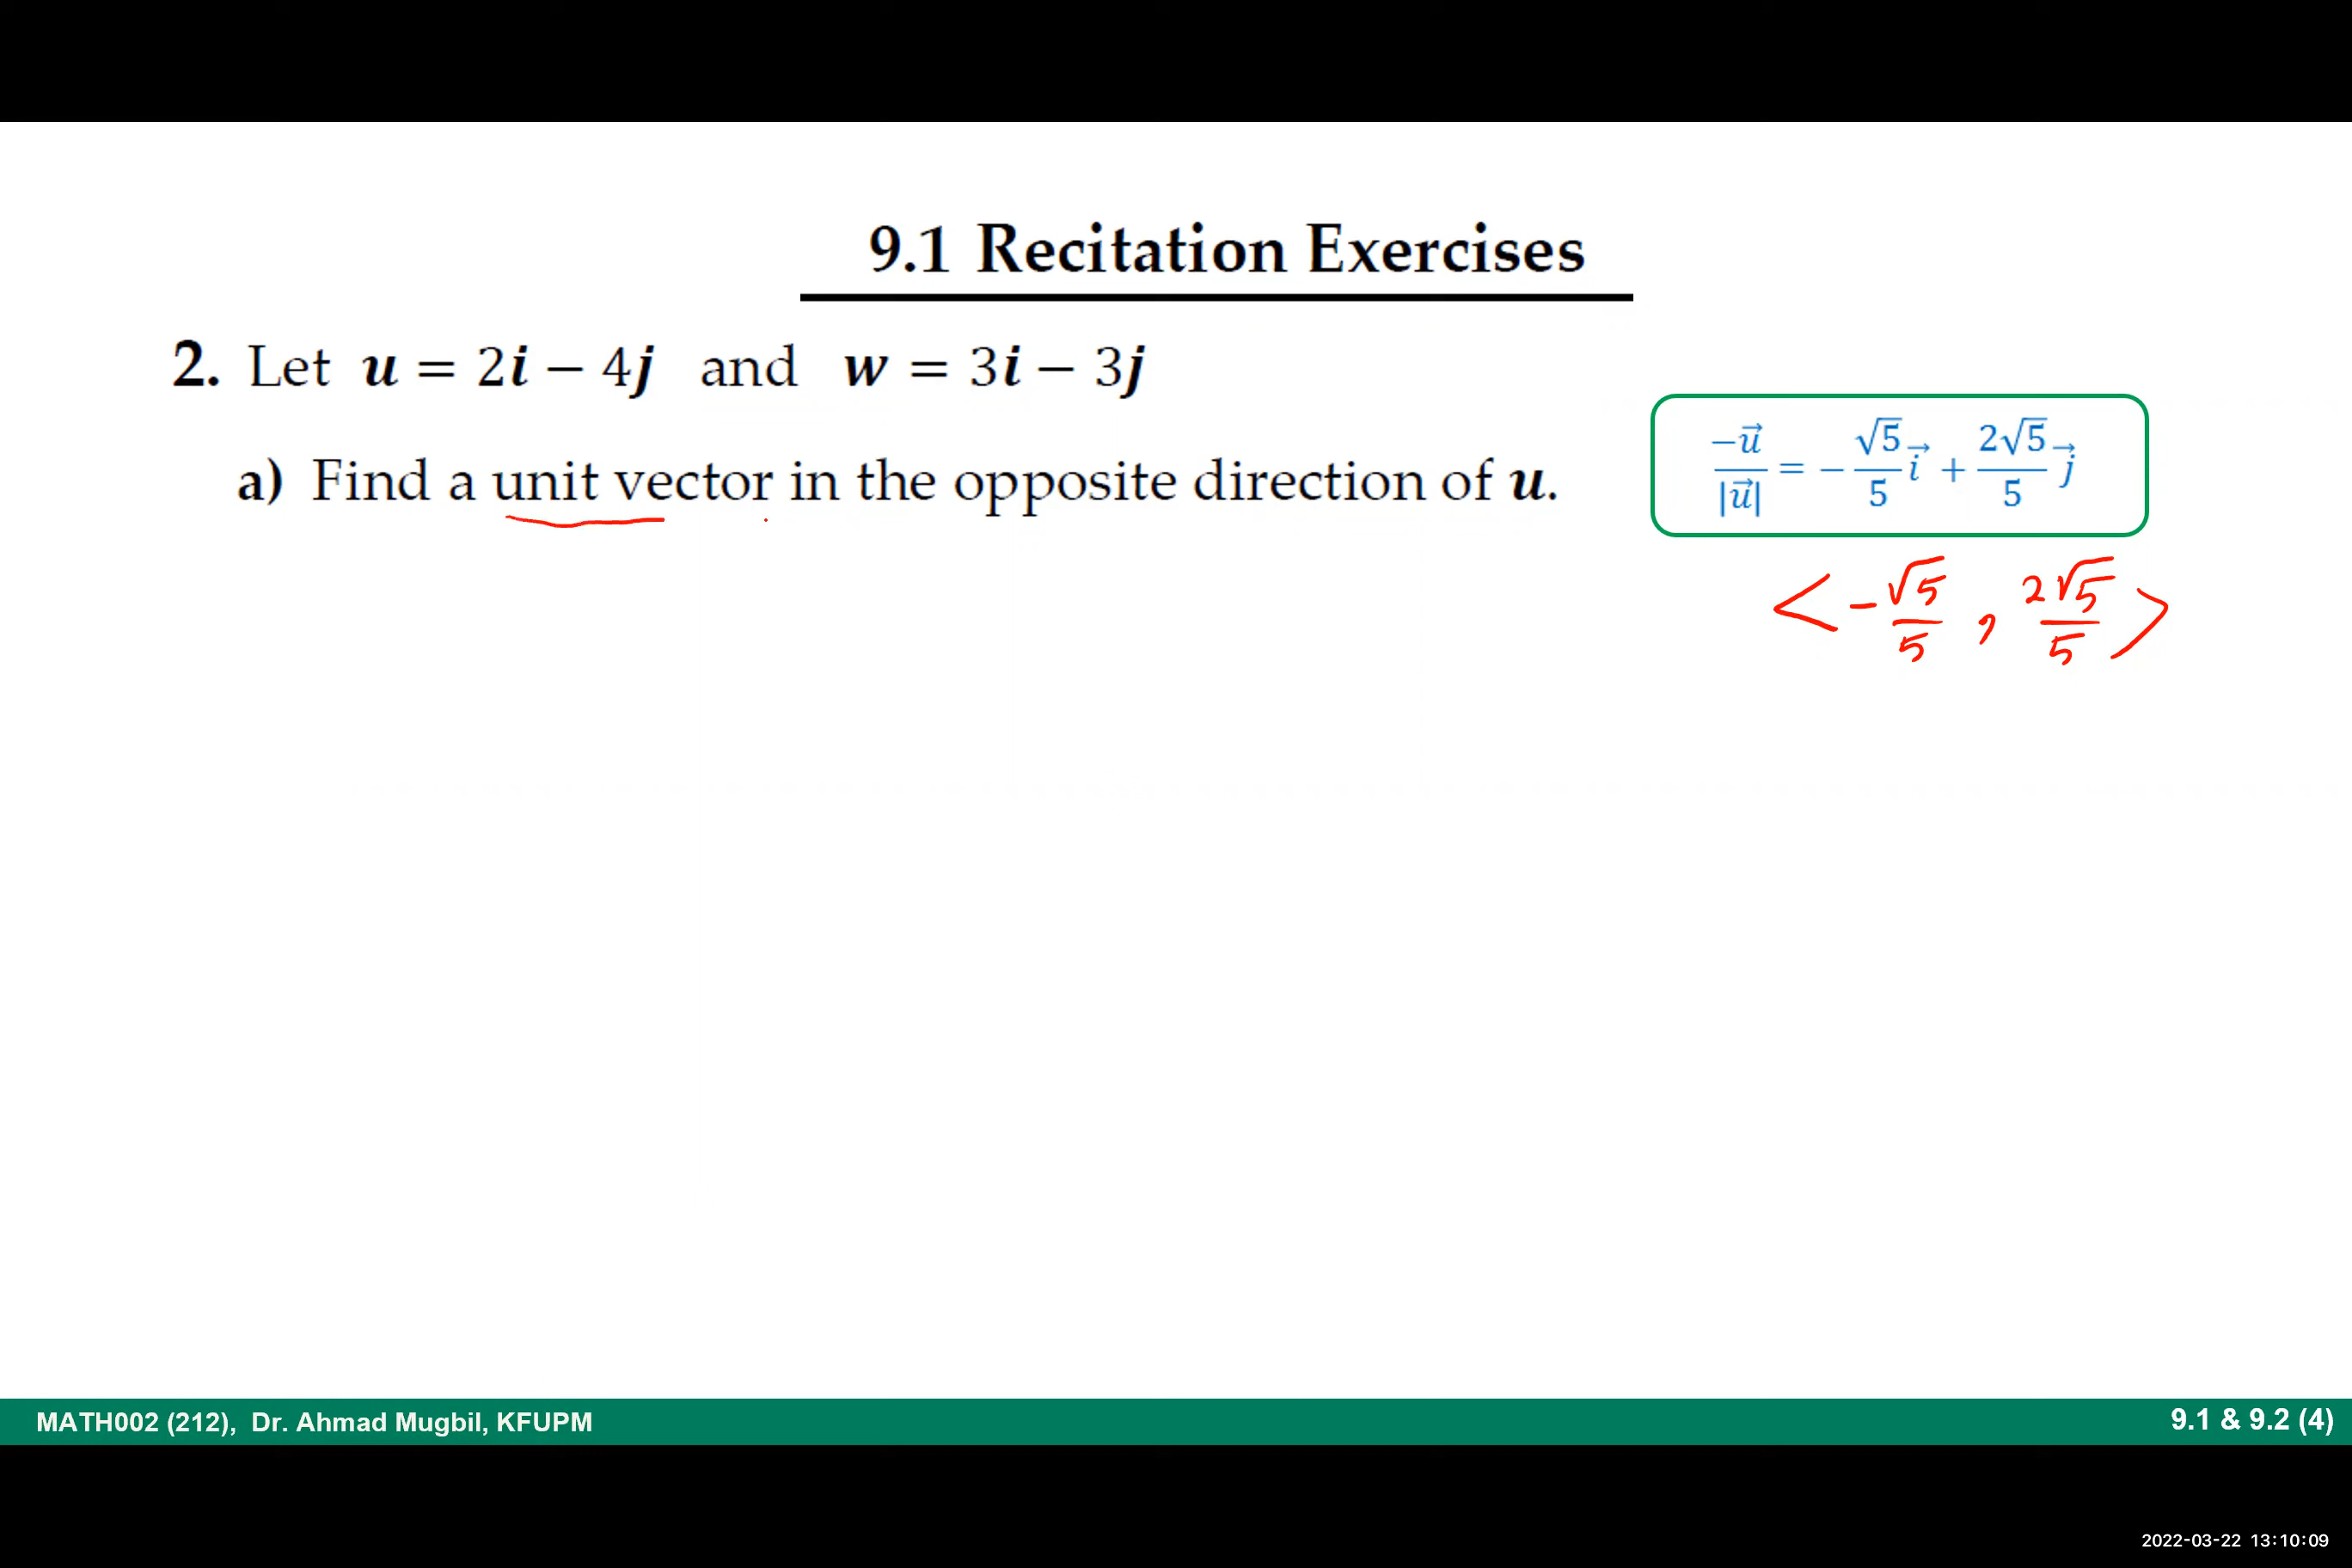 9.1 Recitation Exercises
2. Let u = 2i − 4j and w = 3i − 3j
a) Find a unit vector in the opposite direction of u.
−u⃗/|u⃗| = − √5/5 i⃗ + 2√5/5 j⃗
< −√5/5 , 2√5/5 >
MATH002 (212), Dr. Ahmad Mugbil, KFUPM
9.1 & 9.2 (4)
2022-03-22 13:10:09